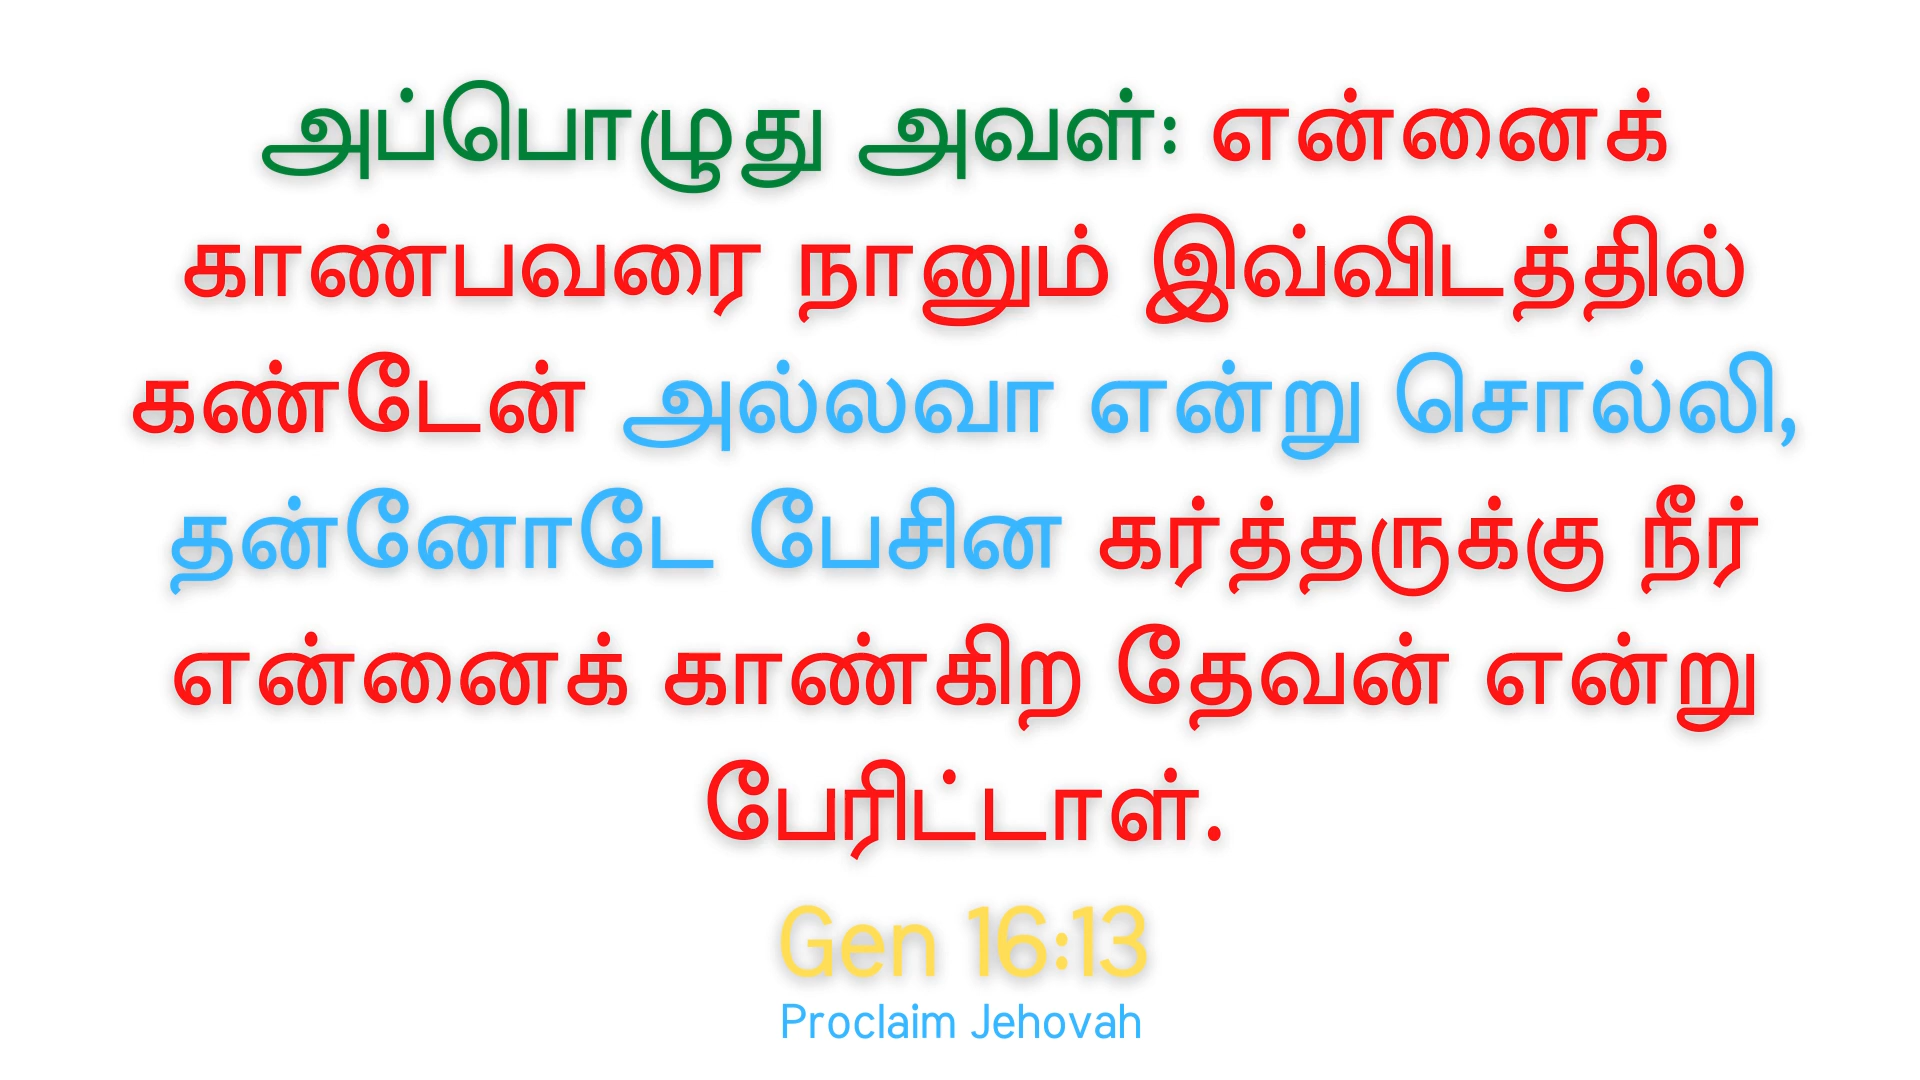 அப்பொழுது அவள்: என்னைக்
காண்பவரை நானும் இவ்விடத்தில்
கண்டேன் அல்லவா என்று சொல்லி,
தன்னோடே பேசின கர்த்தருக்கு நீர்
என்னைக் காண்கிற தேவன் என்று
பேரிட்டாள்.
Gen 16:13
Proclaim Jehovah